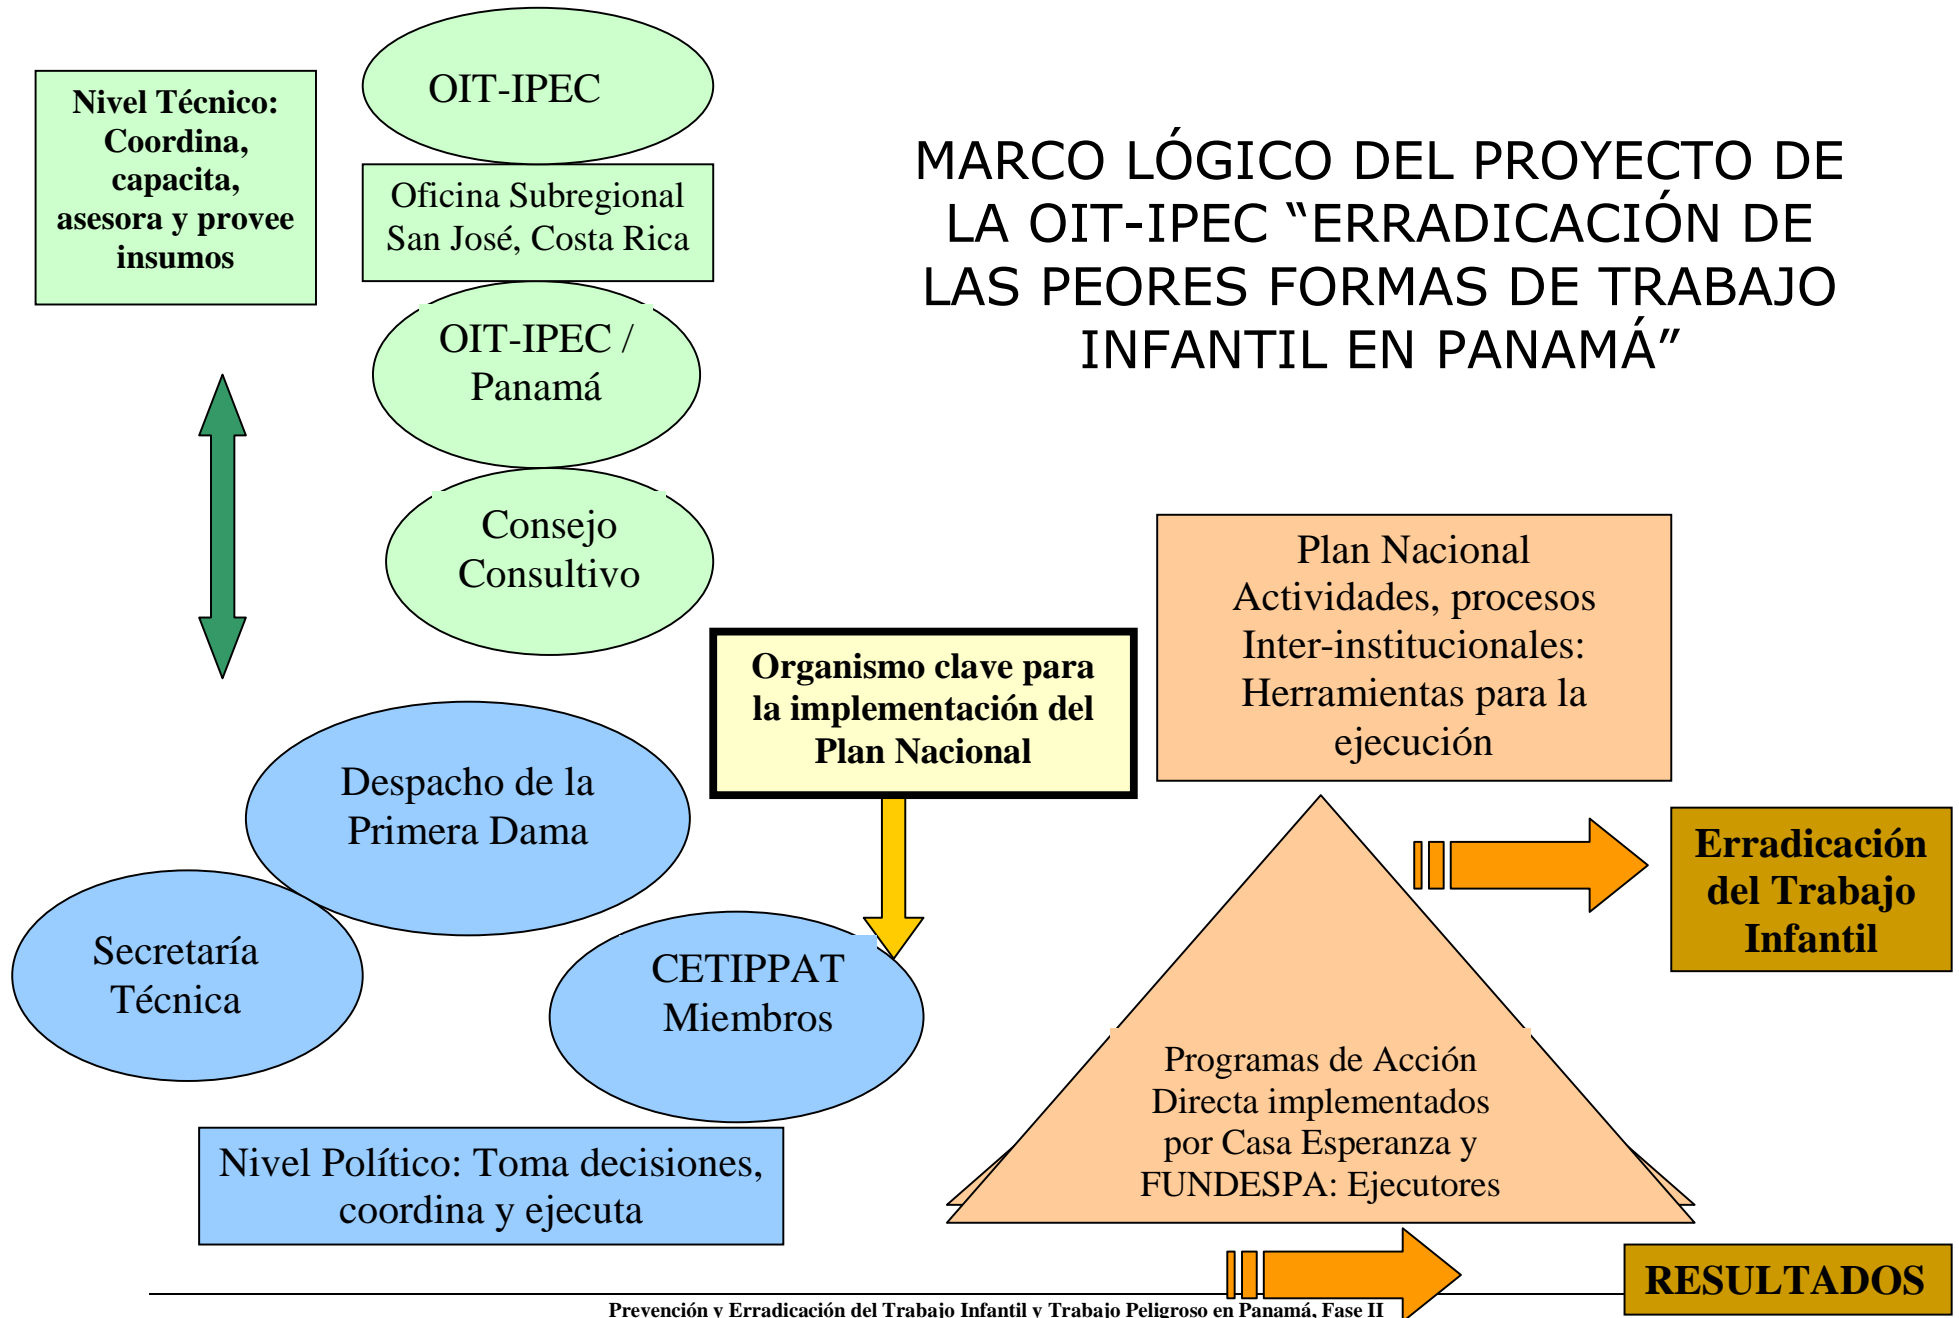 Nivel Técnico:
Coordina,
capacita,
asesora y provee
insumos
OIT-IPEC
Oficina Subregional
San José, Costa Rica
OIT-IPEC /
Panamá
Consejo
Consultivo
MARCO LÓGICO DEL PROYECTO DE
LA OIT-IPEC “ERRADICACIÓN DE
LAS PEORES FORMAS DE TRABAJO
INFANTIL EN PANAMÁ”
Organismo clave para
la implementación del
Plan Nacional
Plan Nacional
Actividades, procesos
Inter-institucionales:
Herramientas para la
ejecución
Despacho de la
Primera Dama
Secretaría
Técnica
CETIPPAT
Miembros
Nivel Político: Toma decisiones,
coordina y ejecuta
Erradicación
del Trabajo
Infantil
Programas de Acción
Directa implementados
por Casa Esperanza y
FUNDESPA: Ejecutores
RESULTADOS
Prevención y Erradicación del Trabajo Infantil y Trabajo Peligroso en Panamá, Fase II